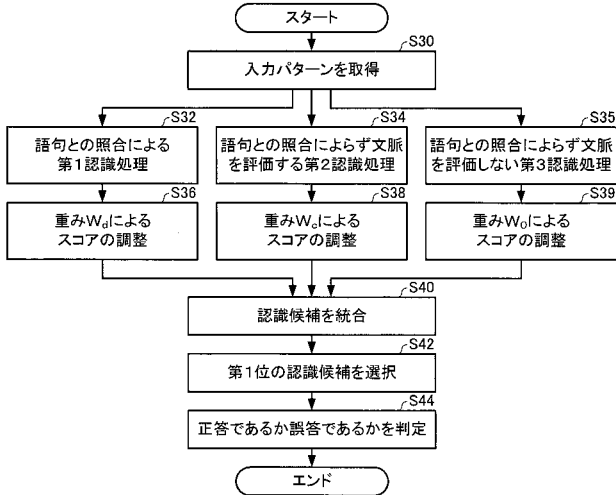 スタート
S30
入力パターンを取得
S32
語句との照合による
第1認識処理
S34
語句との照合によらず文脈
を評価する第2認識処理
S35
語句との照合によらず文脈
を評価しない第3認識処理
S36
重みWdによる
スコアの調整
S38
重みWcによる
スコアの調整
S39
重みWoによる
スコアの調整
S40
認識候補を統合
S42
第1位の認識候補を選択
S44
正答であるか誤答であるかを判定
エンド